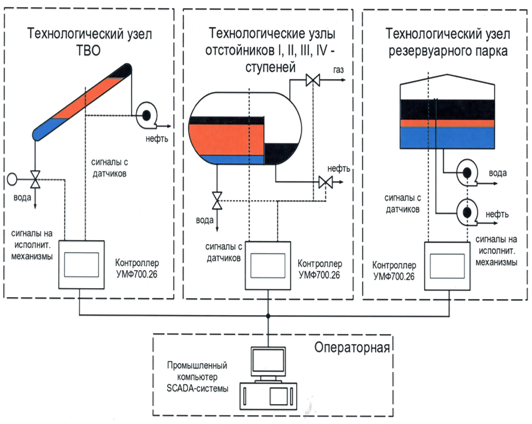 Технологический узел
ТВО
нефть
сигналы с
датчиков
вода
сигналы на
исполнит.
механизмы
Контроллер
УМФ700.26
Технологические узлы
отстойников I, II, III, IV -
ступеней
газ
нефть
вода
сигналы с
датчиков
Контроллер
УМФ700.26
Технологический узел
резервуарного парка
вода
нефть
сигналы с
датчиков
сигналы на
исполнит.
механизмы
Контроллер
УМФ700.26
Операторная
Промышленный
компьютер
SCADA-системы